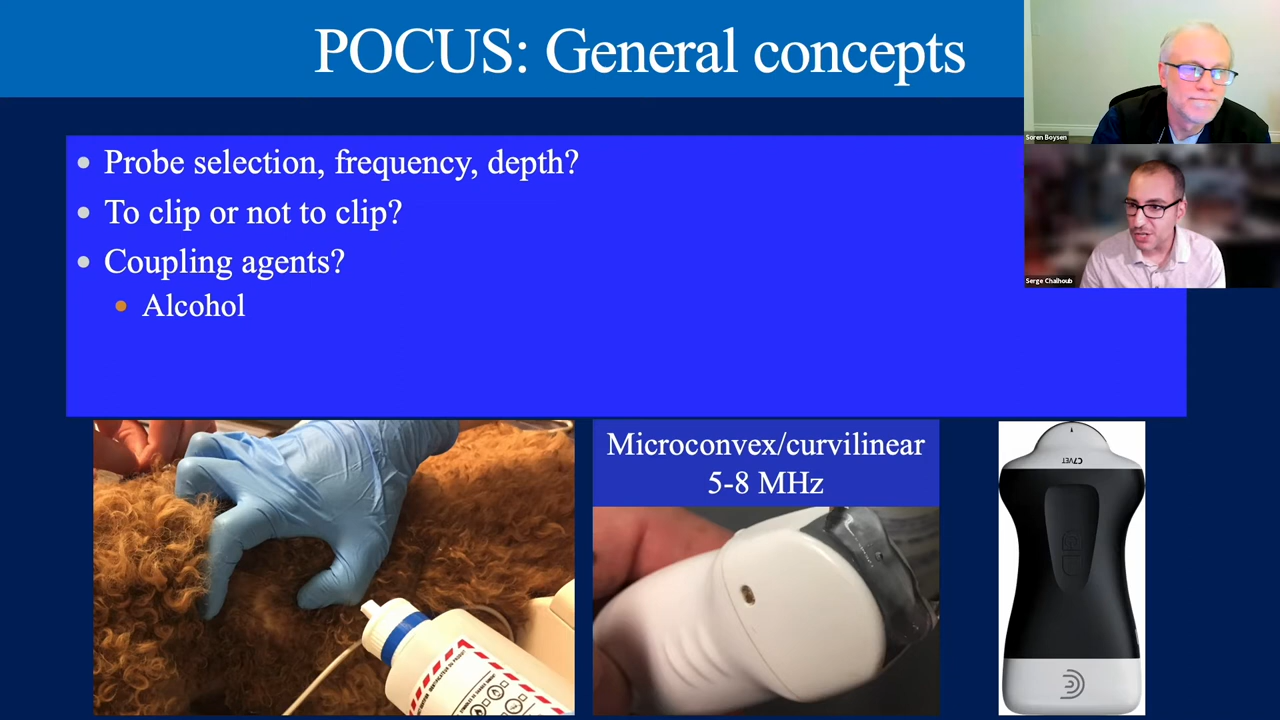 POCUS: General concepts
Soren Boysen
Probe selection, frequency, depth?
To clip or not to clip?
Serge Chalhoub
Coupling agents?
Alcohol
Microconvex/curvilinear
5-8 MHz
C7VET